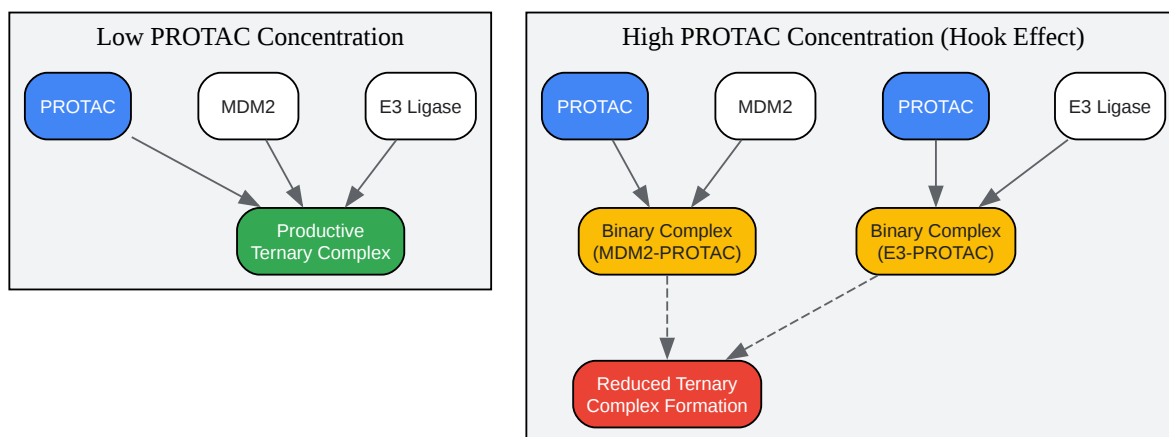 Low PROTAC Concentration
PROTAC
MDM2
E3 Ligase
Productive
Ternary Complex
High PROTAC Concentration (Hook Effect)
PROTAC
MDM2
PROTAC
E3 Ligase
Binary Complex
(MDM2-PROTAC)
Binary Complex
(E3-PROTAC)
Reduced Ternary
Complex Formation